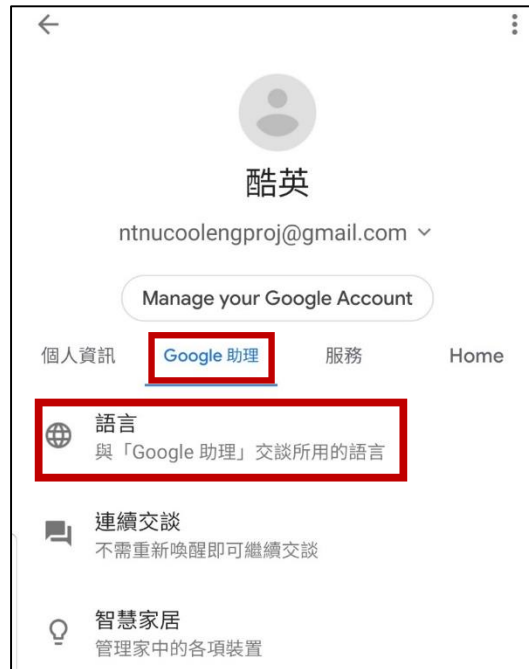 酷英
ntnucoolengproj@gmail.com
Manage your Google Account
個人資訊 Google 助理 服務 Home
語言
與「Google 助理」交談所用的語言
連續交談
不需重新喚醒即可繼續交談
智慧家居
管理家中的各項裝置